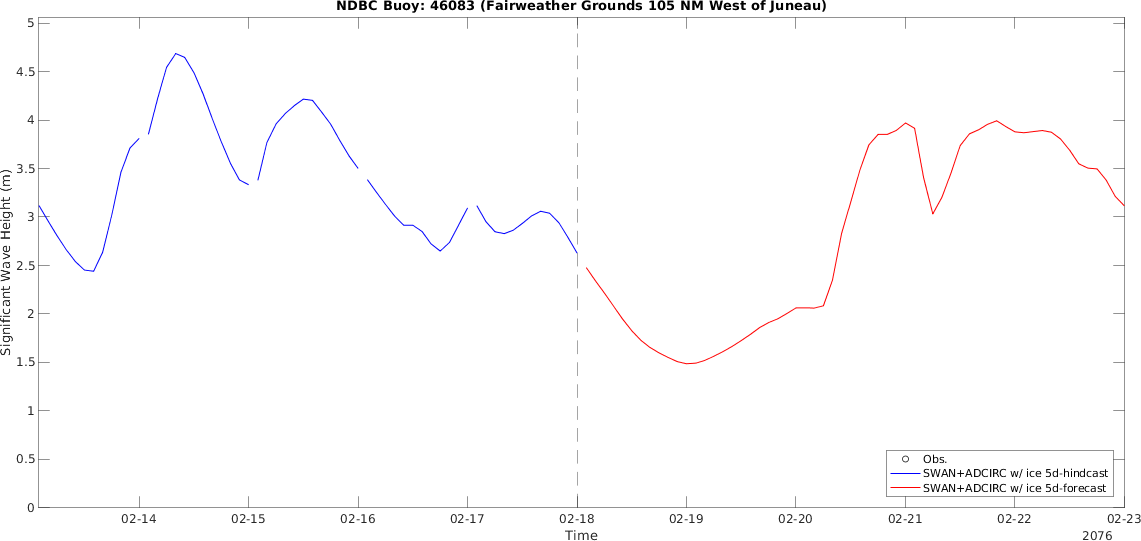 NDBC Buoy: 46083 (Fairweather Grounds 105 NM West of Juneau)
5
4.5
4
3.5
3
2.5
2
1.5
1
0.5
0
Significant Wave Height (m)
Obs.
SWAN+ADCIRC w/ ice 5d-hindcast
SWAN+ADCIRC w/ ice 5d-forecast
02-14 02-15 02-16 02-17 02-18 02-19 02-20 02-21 02-22 02-23
Time
2076